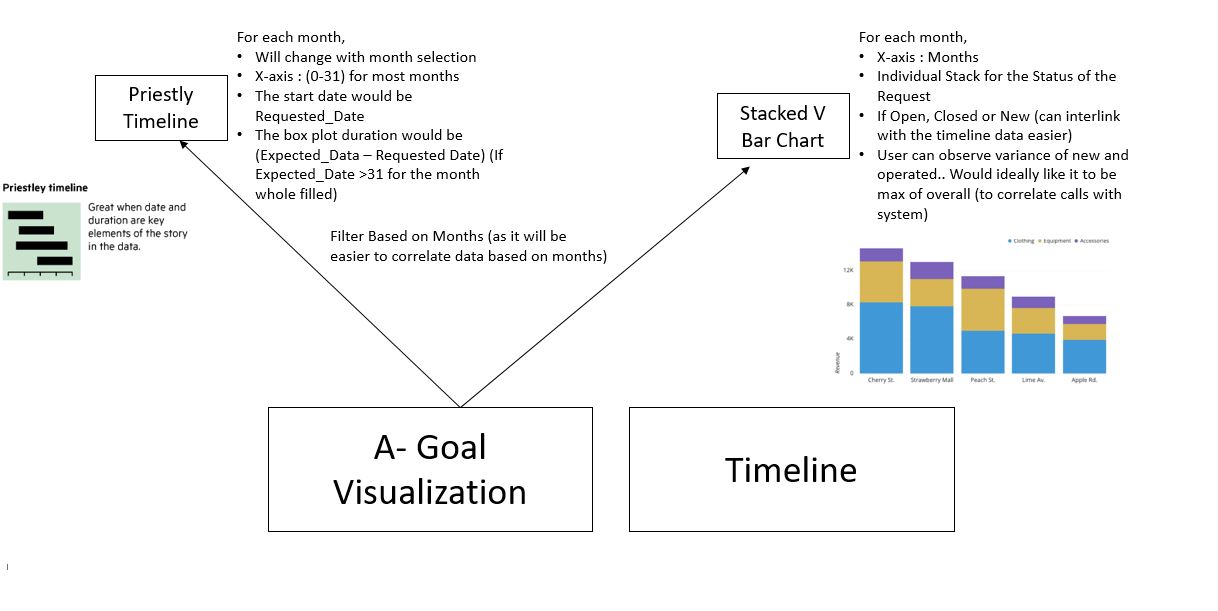 For each month,
• Will change with month selection
• X-axis : (0-31) for most months
• The start date would be
Requested_Date
• The box plot duration would be
(Expected_Data – Requested Date) (If
Expected_Date >31 for the month
whole filled)
Priestly
Timeline
Priestley timeline
Great when date and
duration are key
elements of the story
in the data.
Filter Based on Months (as it will be
easier to correlate data based on months)
For each month,
• X-axis : Months
• Individual Stack for the Status of the
Request
• If Open, Closed or New (can interlink
with the timeline data easier)
• User can observe variance of new and
operated.. Would ideally like it to be
max of overall (to correlate calls with
system)
Stacked V
Bar Chart
Clothing Equipment Accessories
12K
8K
4K
0
Revenue
Cherry St. Strawberry Mall Peach St. Lime Av. Apple Rd.
A- Goal
Visualization
Timeline